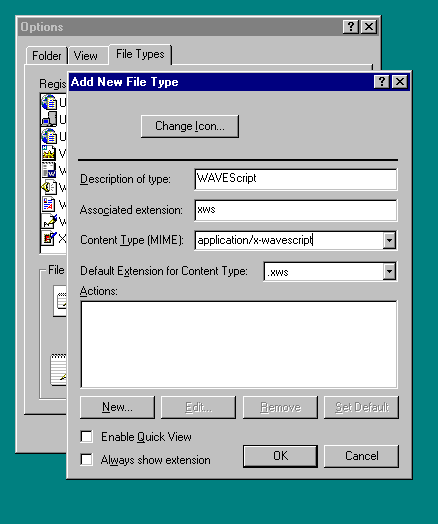 Options
Folder
View
File Types
Add New File Type
Change Icon...
Description of type:
WAVEScript
Associated extension:
xws
Content Type (MIME):
application/x-wavescript
Default Extension for Content Type:
.xws
Actions:
New...
Edit...
Remove
Set Default
Enable Quick View
Always show extension
OK
Cancel